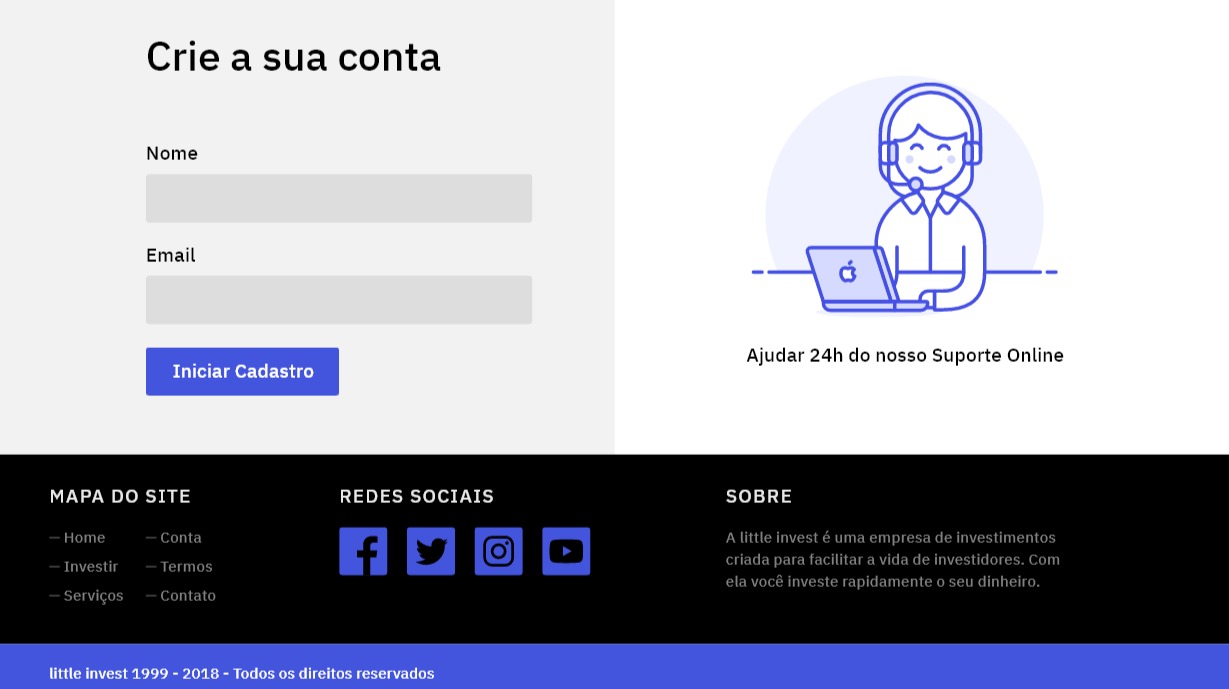 Crie a sua conta
Nome
Email
Iniciar Cadastro
Ajudar 24h do nosso Suporte Online
MAPA DO SITE
— Home
— Investir
— Serviços
— Conta
— Termos
— Contato
REDES SOCIAIS
SOBRE
A little invest é uma empresa de investimentos
criada para facilitar a vida de investidores. Com
ela você investe rapidamente o seu dinheiro.
little invest 1999 - 2018 - Todos os direitos reservados